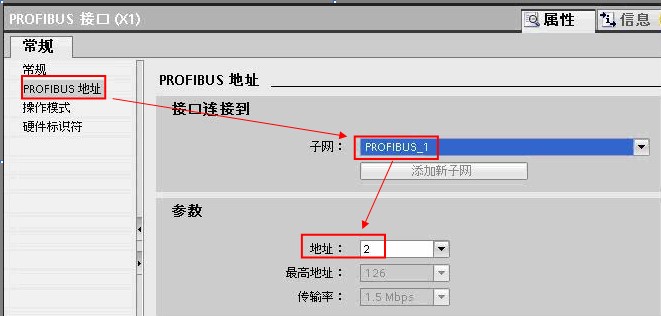 PROFIBUS 接口 (X1)
属性
信息
常规
常规
PROFIBUS 地址
操作模式
硬件标识符
PROFIBUS 地址
接口连接到
子网：
PROFIBUS_1
添加新子网
参数
地址：
2
最高地址：
126
传输率：
1.5 Mbps